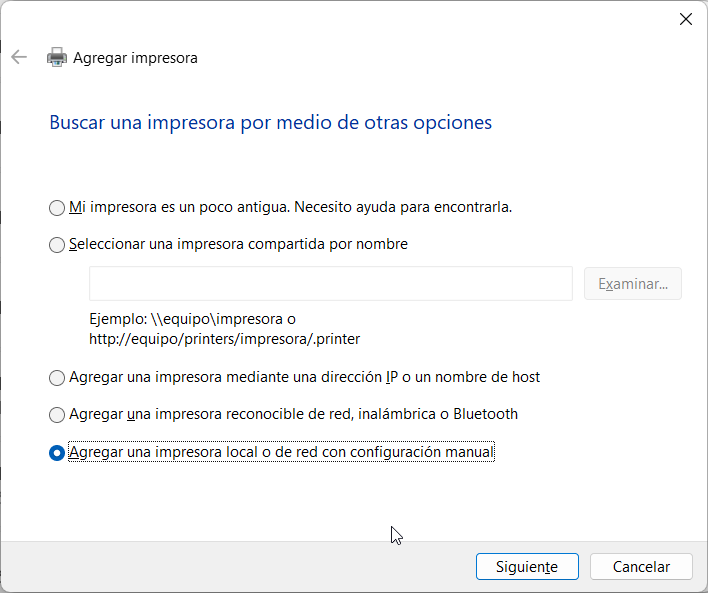 Agregar impresora
Buscar una impresora por medio de otras opciones
Mi impresora es un poco antigua. Necesito ayuda para encontrarla.
Seleccionar una impresora compartida por nombre
Examinar...
Ejemplo: \\equipo\impresora o
http://equipo/printers/impresora/.printer
Agregar una impresora mediante una dirección IP o un nombre de host
Agregar una impresora reconocible de red, inalámbrica o Bluetooth
Agregar una impresora local o de red con configuración manual
Siguiente
Cancelar